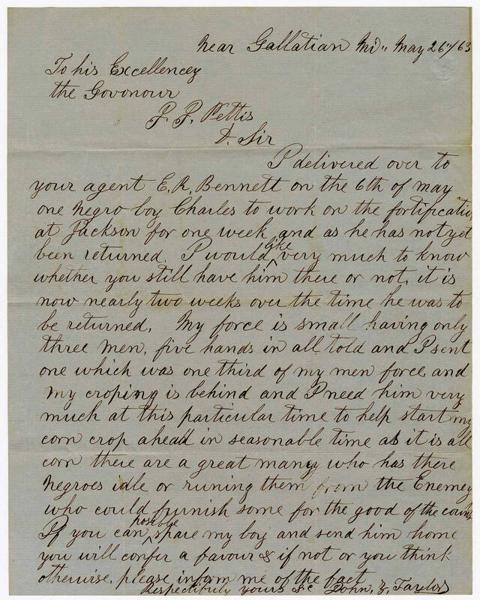 Near Gallatian Mi,, May 26th/63
To his Excellencey
the Govonour
J. J. Pettis
D. Sir
I delivered over to
your agent E. R. Bennett on the 6th of may
one Negro boy Charles to work on the fortificatio
at Jackson for one week and as he has not yet
been returned. I would like very much to know
whether you still have him there or not, it is
now nearly two weeks over the time he was to
be returned, My force is small having only
three men, five hands in all told and I sent
one which was one third of my men force and
my croping is behind and I need him very
much at this particular time to help start my
corn crop ahead in seasonable time as it is all
corn there are a great many who has there
Negroes idle or runing them from the Enemey
who could furnish some for the good of the
If you can posible spare my boy and send him home
you will confer a favour & if not or you think
otherwise, please inform me of the fact
Respectfuly yours &c John Taylor